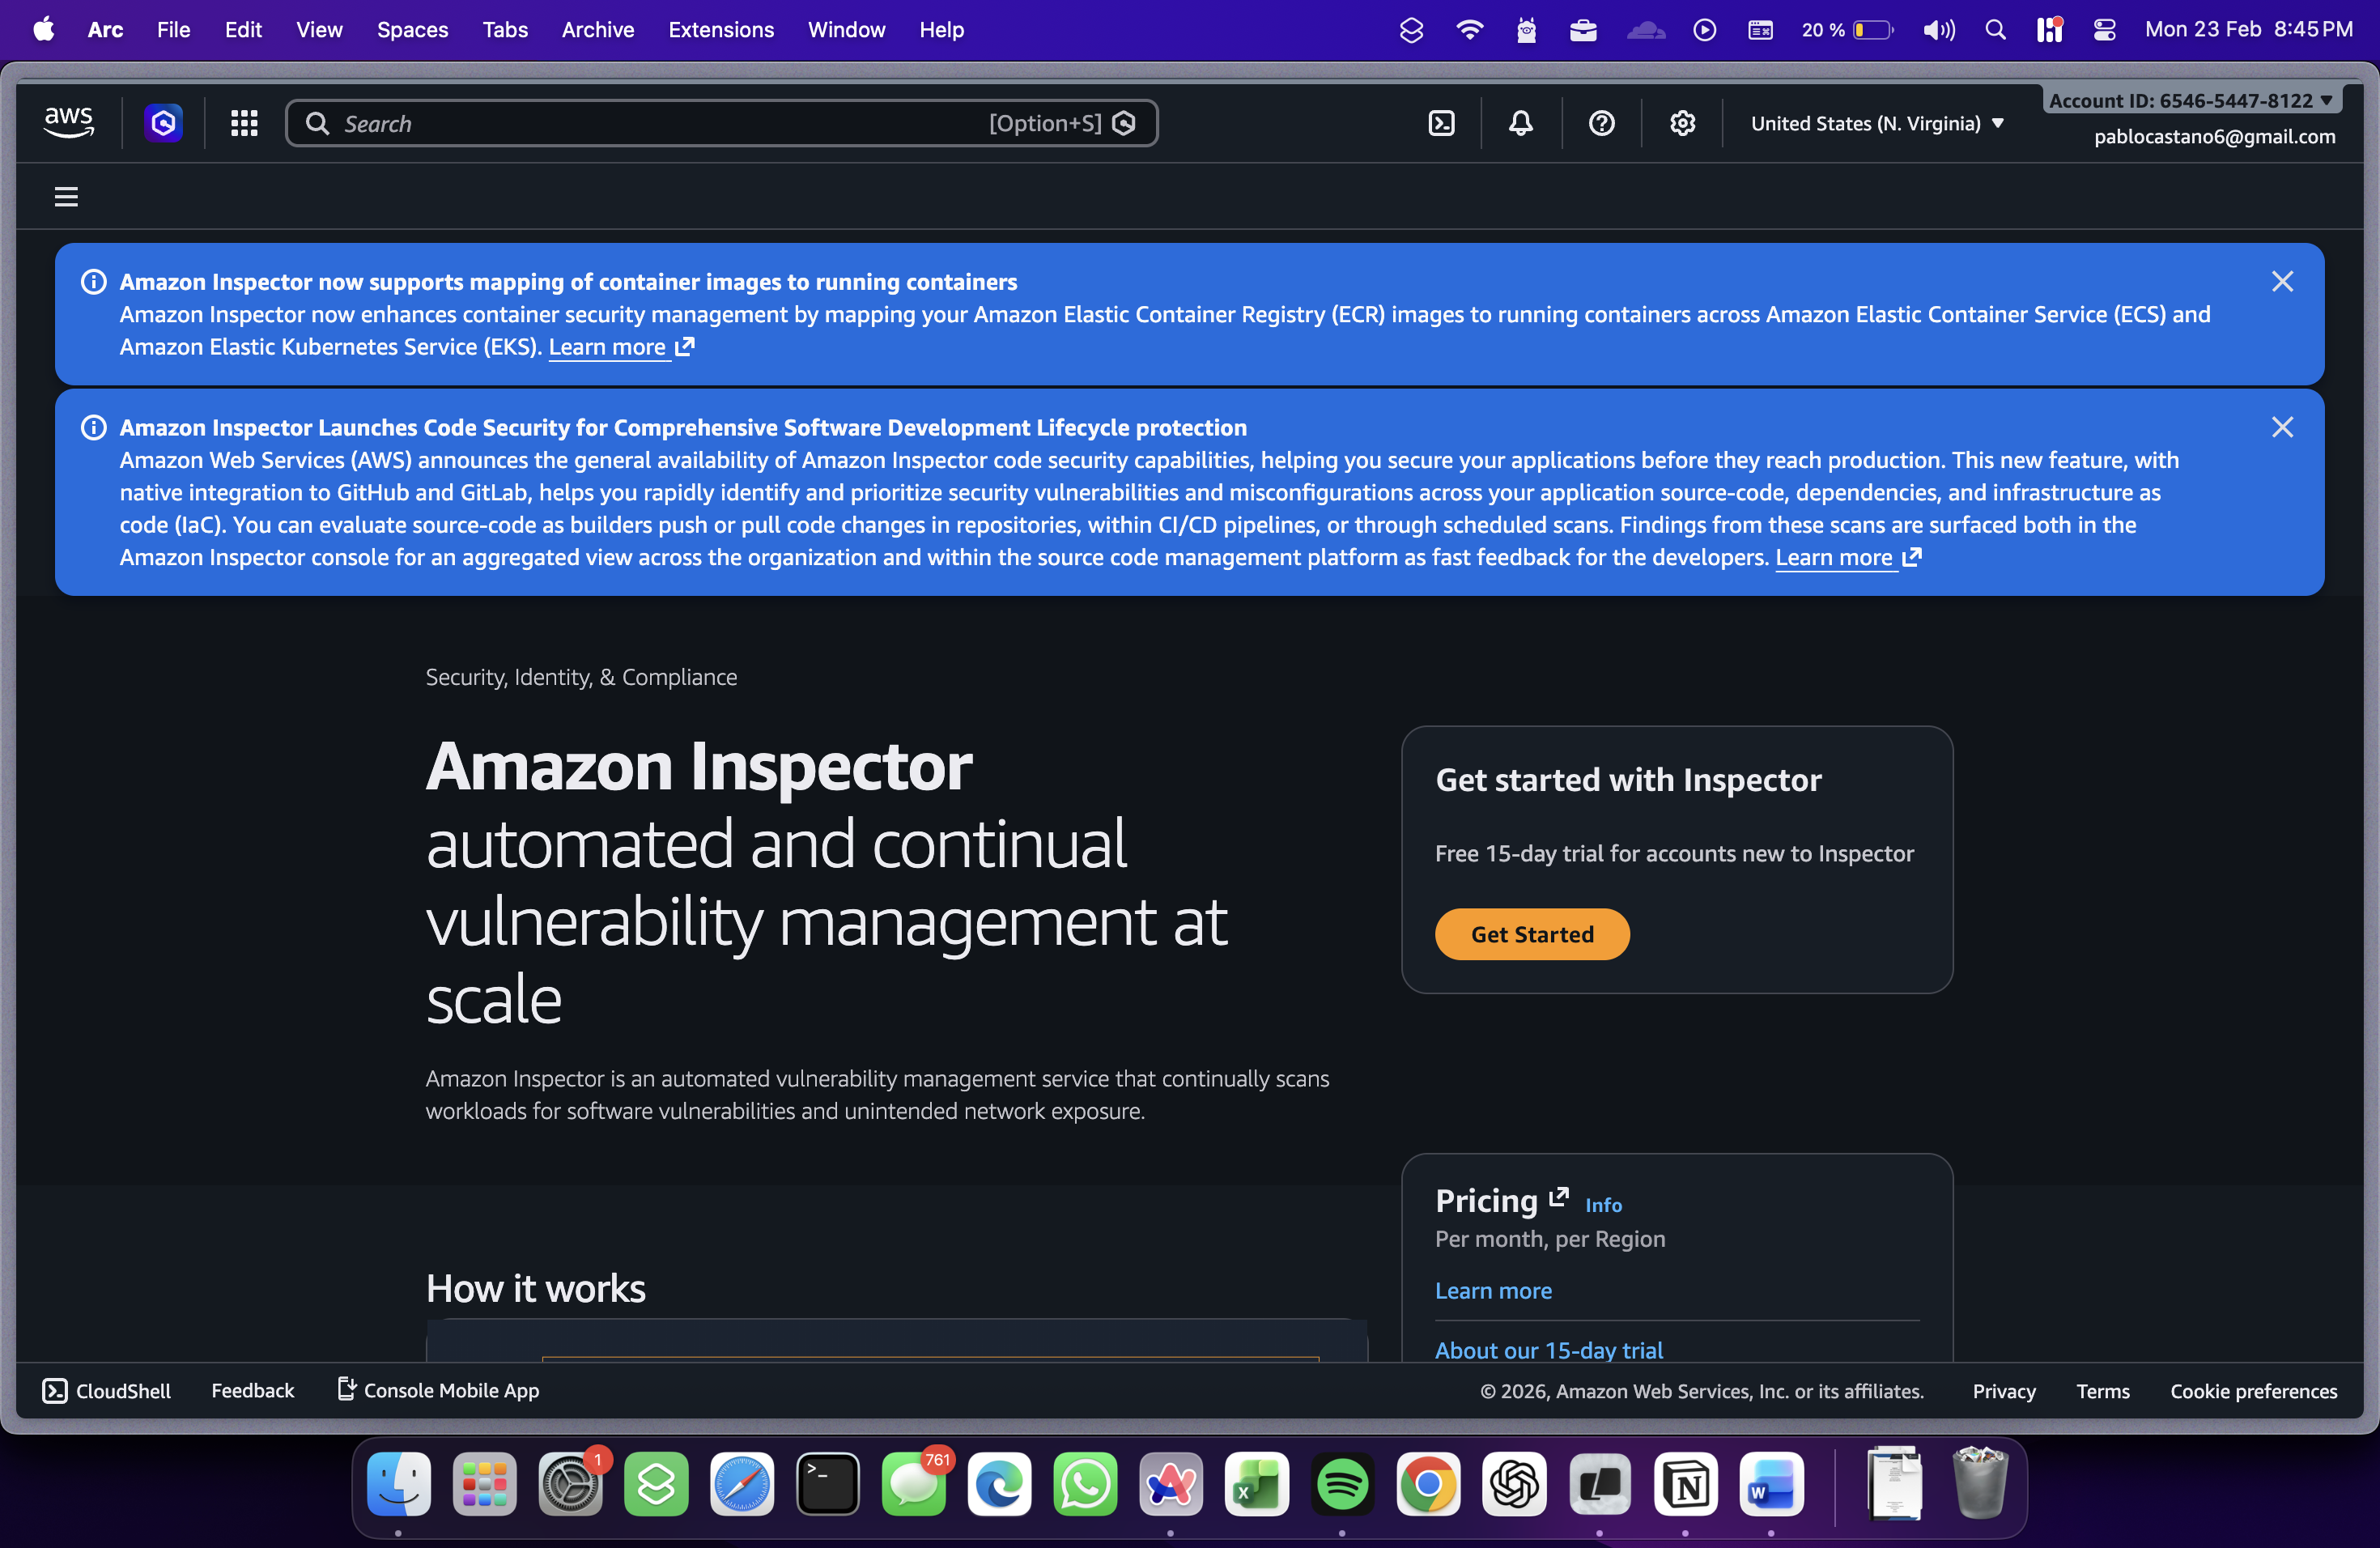 Arc File Edit View Spaces Tabs Archive Extensions Window Help 20 % Mon 23 Feb 8:45 PM
aws Search [Option+S] United States (N. Virginia) Account ID: 6546-5447-8122
pablocastano6@gmail.com
Amazon Inspector now supports mapping of container images to running containers
Amazon Inspector now enhances container security management by mapping your Amazon Elastic Container Registry (ECR) images to running containers across Amazon Elastic Container Service (ECS) and
Amazon Elastic Kubernetes Service (EKS). Learn more
Amazon Inspector Launches Code Security for Comprehensive Software Development Lifecycle protection
Amazon Web Services (AWS) announces the general availability of Amazon Inspector code security capabilities, helping you secure your applications before they reach production. This new feature, with
native integration to GitHub and GitLab, helps you rapidly identify and prioritize security vulnerabilities and misconfigurations across your application source-code, dependencies, and infrastructure as
code (IaC). You can evaluate source-code as builders push or pull code changes in repositories, within CI/CD pipelines, or through scheduled scans. Findings from these scans are surfaced both in the
Amazon Inspector console for an aggregated view across the organization and within the source code management platform as fast feedback for the developers. Learn more
Security, Identity, & Compliance
Amazon Inspector
automated and continual
vulnerability management at
scale
Amazon Inspector is an automated vulnerability management service that continually scans
workloads for software vulnerabilities and unintended network exposure.
Get started with Inspector
Free 15-day trial for accounts new to Inspector
Get Started
Pricing Info
Per month, per Region
Learn more
About our 15-day trial
How it works
CloudShell Feedback Console Mobile App © 2026, Amazon Web Services, Inc. or its affiliates. Privacy Terms Cookie preferences
1
761